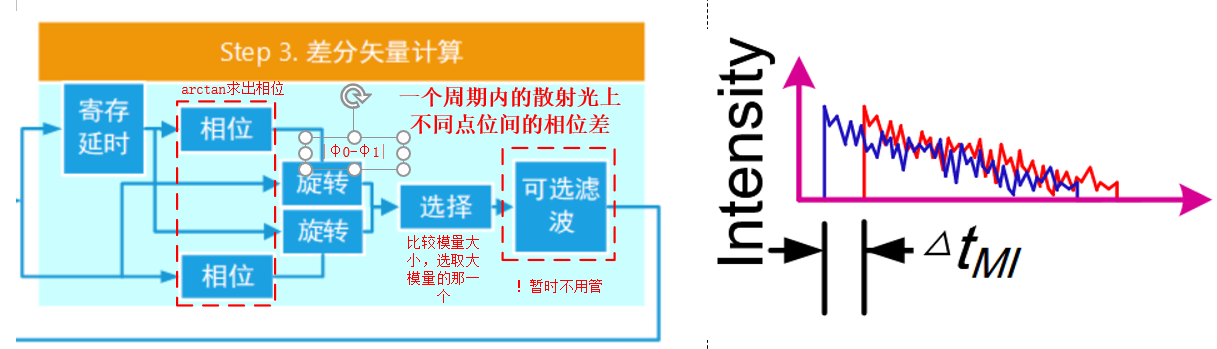 Step 3. 差分矢量计算
arctan求出相位
一个周期内的散射光上
不同点位间的相位差
寄存
延时
相位
|Φ0-Φ1|
旋转
旋转
选择
可选滤
波
相位
比较模量大
小，选取大
模量的那一
个
！暂时不用管
Intensity
△tMI